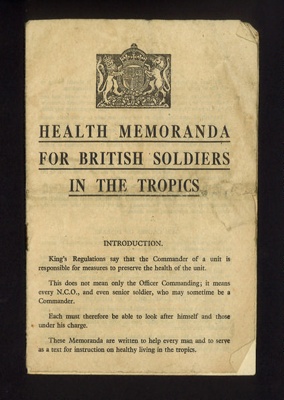 HEALTH MEMORANDA
FOR BRITISH SOLDIERS
IN THE TROPICS.
INTRODUCTION.
King's Regulations say that the Commander of a unit is
responsible for measures to preserve the health of the unit.
This does not mean only the Officer Commanding; it means
every N.C.O., and even senior soldier, who may sometime be a
Commander.
Each must therefore be able to look after himself and those
under his charge.
These Memoranda are written to help every man and to serve
as a text for instruction on healthy living in the tropics.